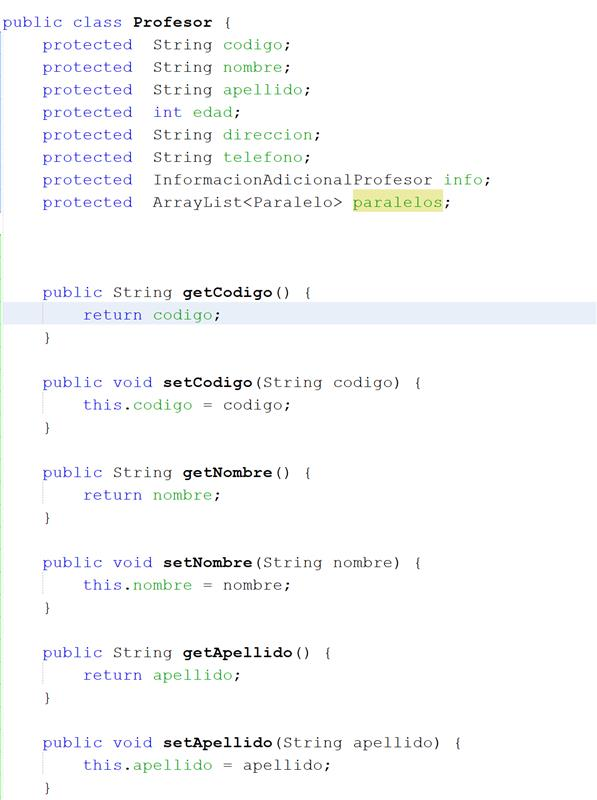 public class Profesor {
protected  String codigo;
protected  String nombre;
protected  String apellido;
protected  int edad;
protected  String direccion;
protected  String telefono;
protected  InformacionAdicionalProfesor info;
protected  ArrayList<Paralelo> paralelos;
public String getCodigo() {
return codigo;
}
public void setCodigo(String codigo) {
this.codigo = codigo;
}
public String getNombre() {
return nombre;
}
public void setNombre(String nombre) {
this.nombre = nombre;
}
public String getApellido() {
return apellido;
}
public void setApellido(String apellido) {
this.apellido = apellido;
}